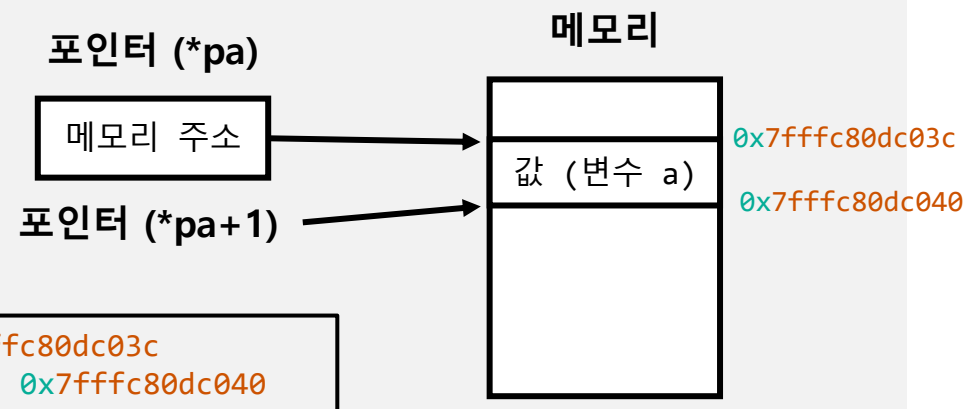 포인터 (*pa)
메모리
메모리 주소
0x7fffc80dc03c
값 (변수 a)
0x7fffc80dc040
포인터 (*pa+1)
fc80dc03c
0x7fffc80dc040